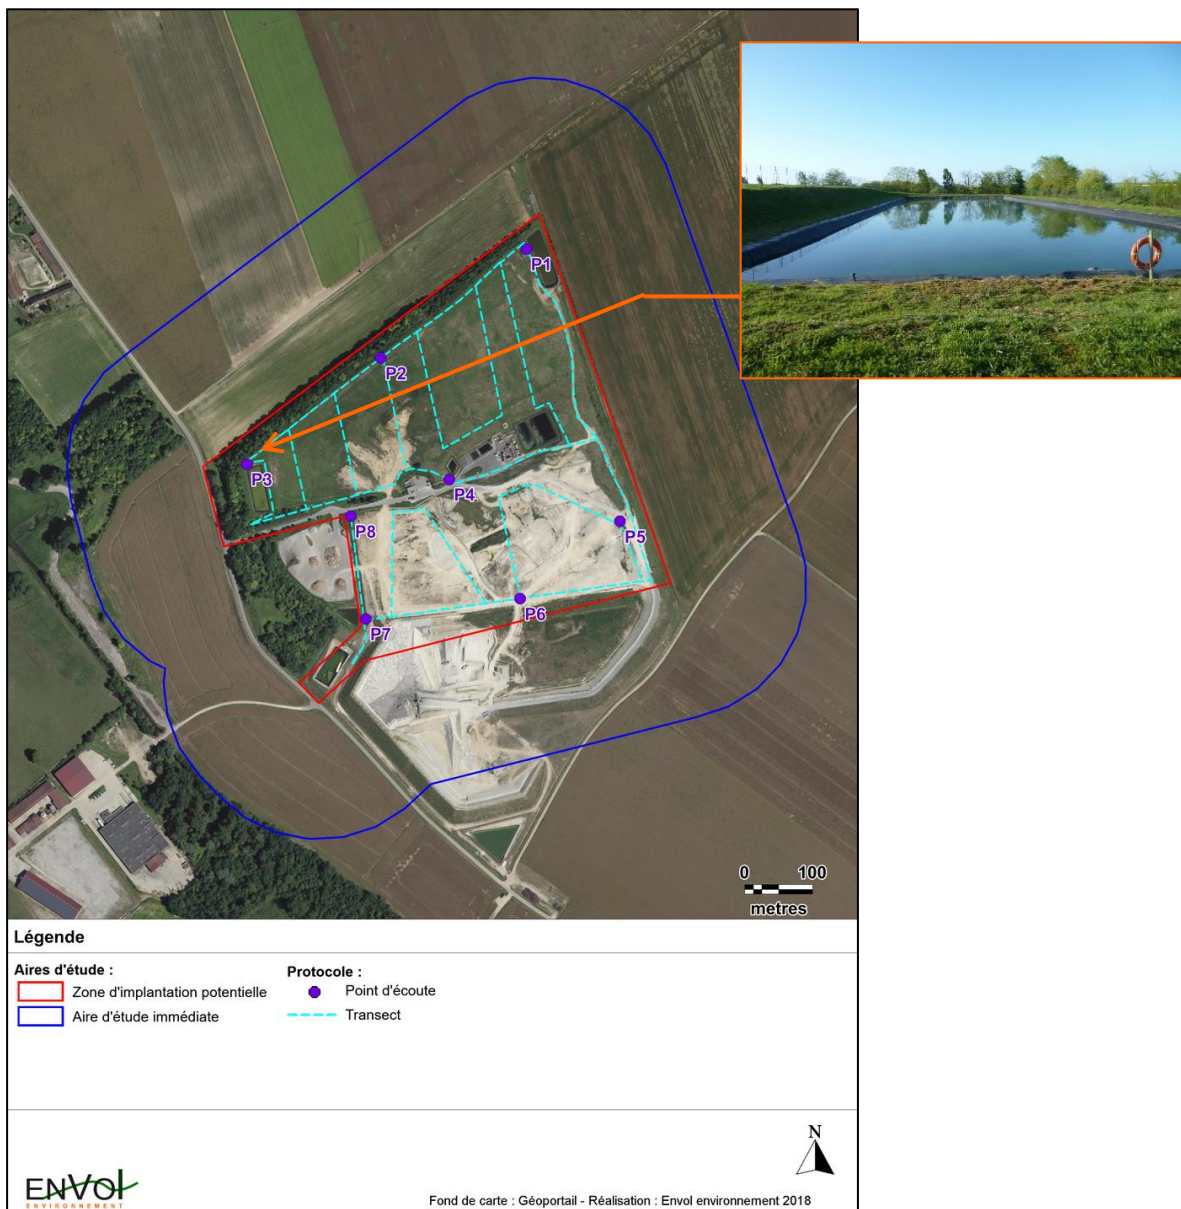 P1
P2
P3
P4
P5
P8
P6
P7
0 100
metres
Légende
Aires d'étude :
Zone d'implantation potentielle
Aire d'étude immédiate
Protocole :
Point d'écoute
Transect
N
ENVOl
ENVIRONNEMENT
Fond de carte : Géoportail - Réalisation : Envol environnement 2018